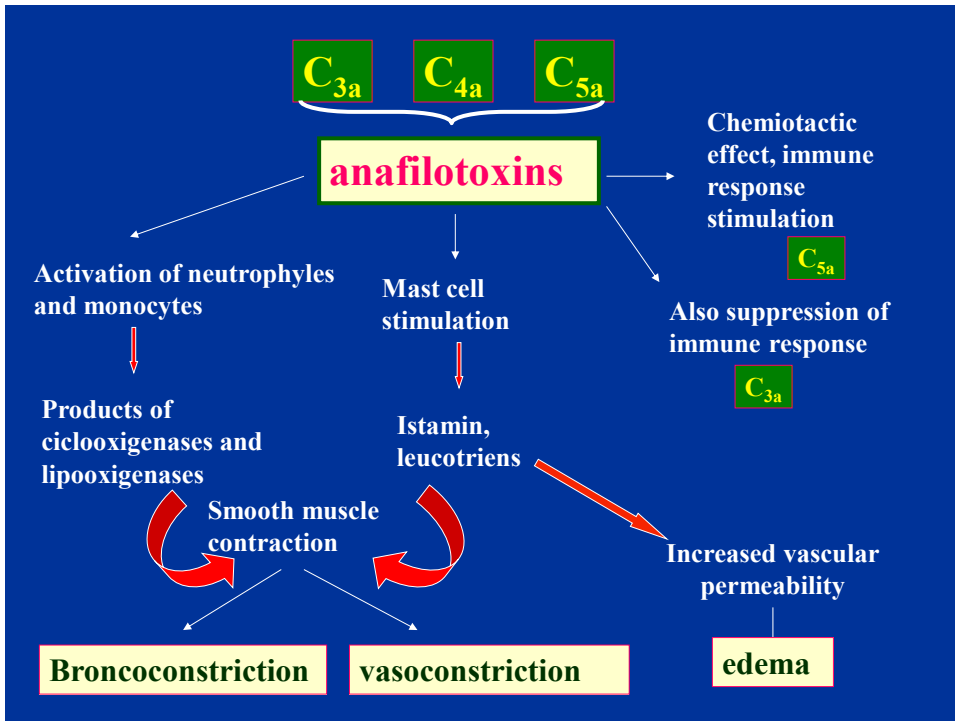 C3a C4a C5a
anafilotoxins
Chemiotactic
effect, immune
response
stimulation
C5a
Activation of neutrophyles
and monocytes
Mast cell
stimulation
Also suppression of
immune response
C3a
Products of
ciclooxigenases and
lipooxigenases
Istamin,
leucotriens
Smooth muscle
contraction
Increased vascular
permeability
Broncoconstriction
vasoconstriction
edema